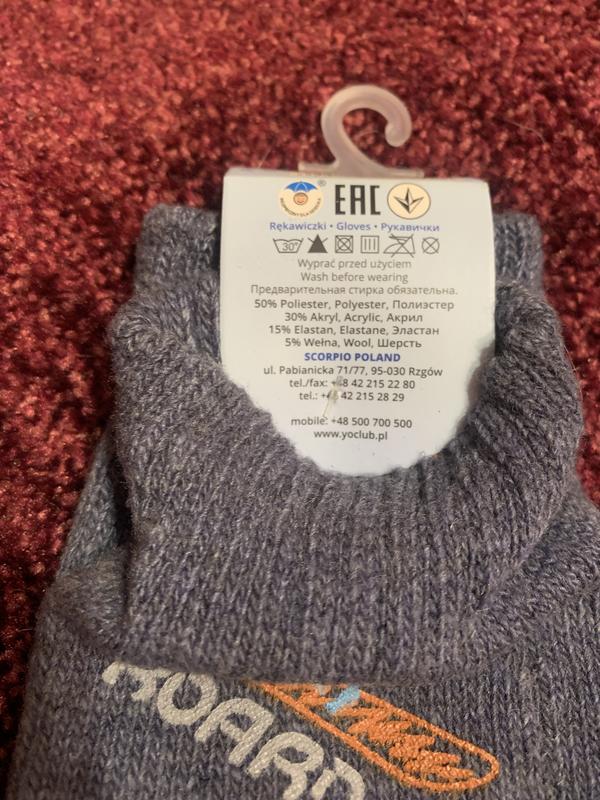 EAC
Rękawiczki • Gloves • Рукавички
30°
Wyprać przed użyciem
Wash before wearing
Предварительная стирка обязательна.
50% Poliester, Polyester, Полиэстер
30% Akryl, Acrylic, Акрил
15% Elastan, Elastane, Эластан
5% Wełna, Wool, Шерсть
SCORPIO POLAND
ul. Pabianicka 71/77, 95-030 Rzgów
tel./fax: +48 42 215 22 80
tel.: +48 42 215 28 29
mobile: +48 500 700 500
www.yoclub.pl
BOARD